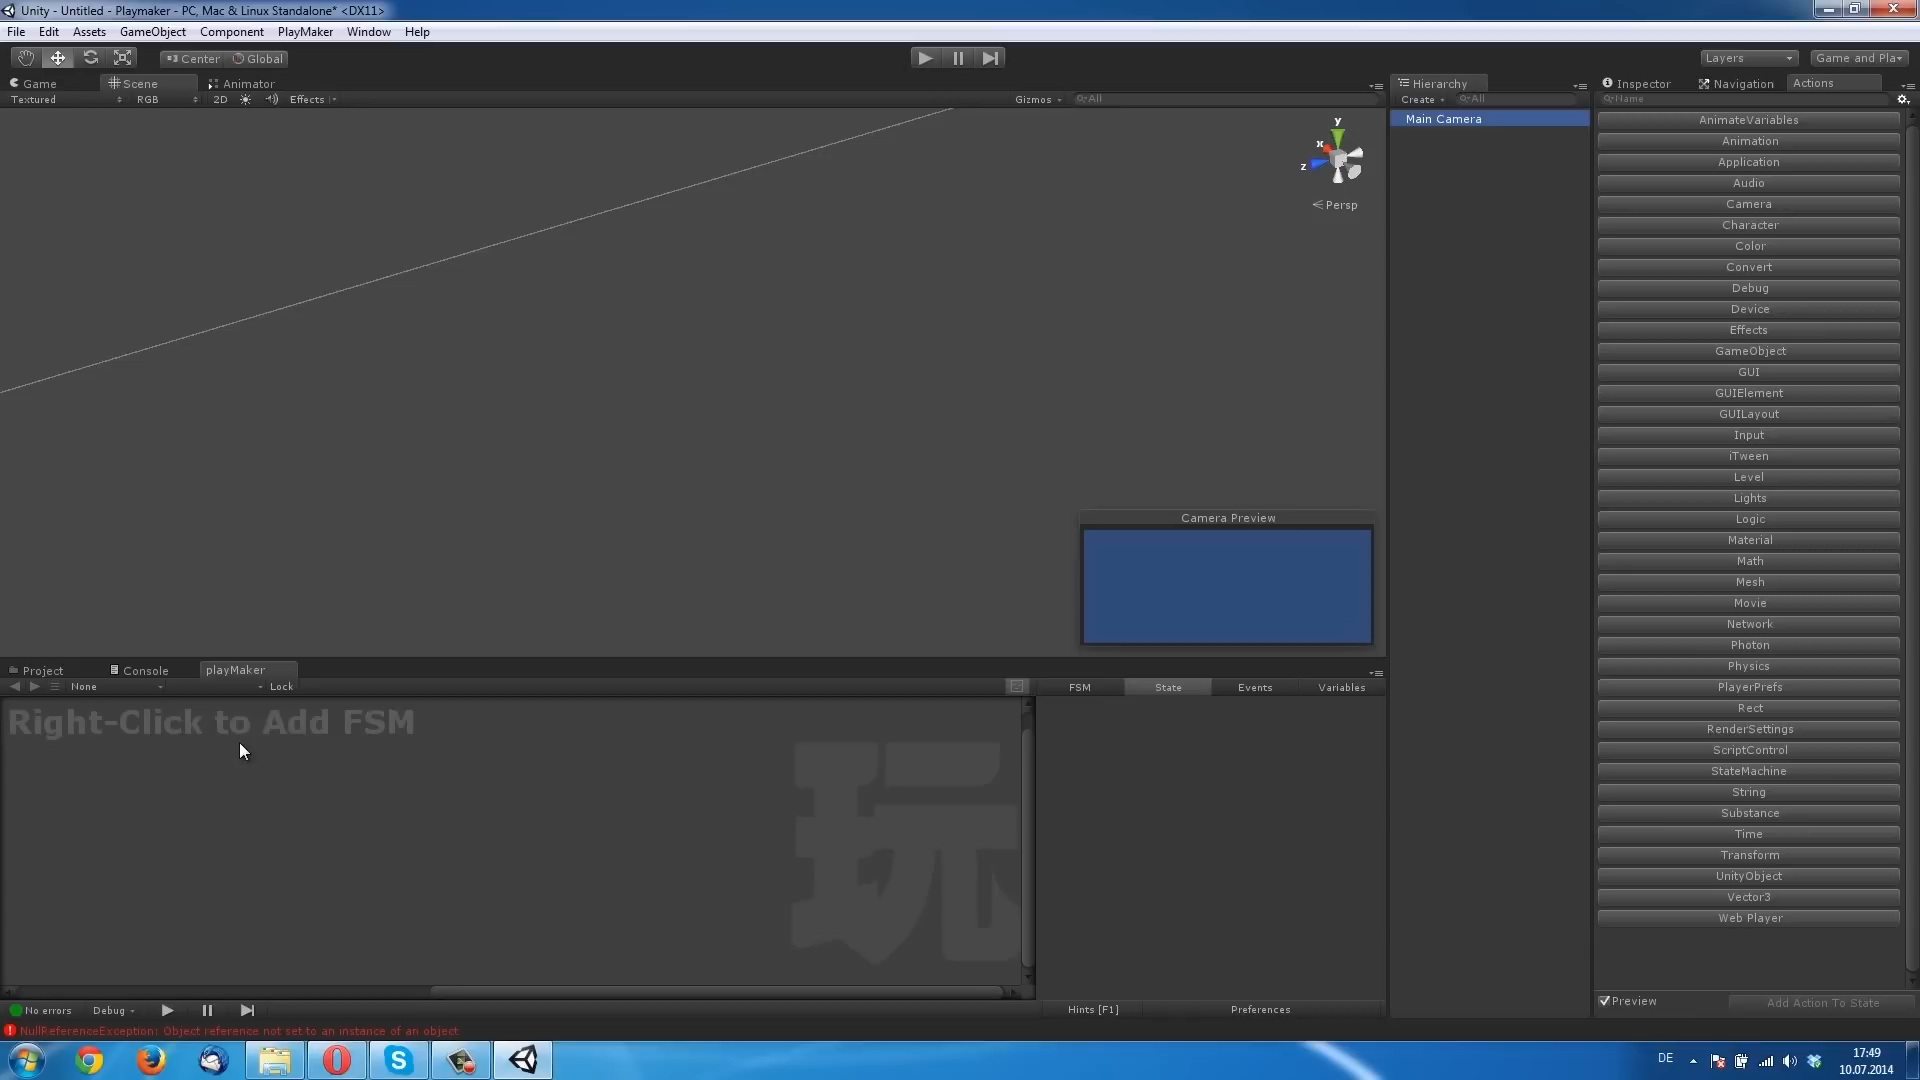 Unity - Untitled - Playmaker - PC, Mac & Linux Standalone* <DX11>
File Edit Assets GameObject Component PlayMaker Window Help
Center Global Layers Game and Pla
Game Scene Animator Hierarchy Inspector Navigation Actions
Textured RGB 2D Effects Gizmos All Create All Name
Main Camera
y
x
z
Persp
AnimateVariables
Animation
Application
Audio
Camera
Character
Color
Convert
Debug
Device
Effects
GameObject
GUI
GUIElement
GUILayout
Input
iTween
Level
Lights
Logic
Material
Math
Mesh
Movie
Network
Photon
Physics
PlayerPrefs
Rect
RenderSettings
ScriptControl
StateMachine
String
Substance
Time
Transform
UnityObject
Vector3
Web Player
Preview Add Action To State
Camera Preview
Project Console playMaker
None Lock FSM State Events Variables
Right-Click to Add FSM
玩
No errors Debug Hints [F1] Preferences
NullReferenceException: Object reference not set to an instance of an object
DE 17:49
10.07.2014